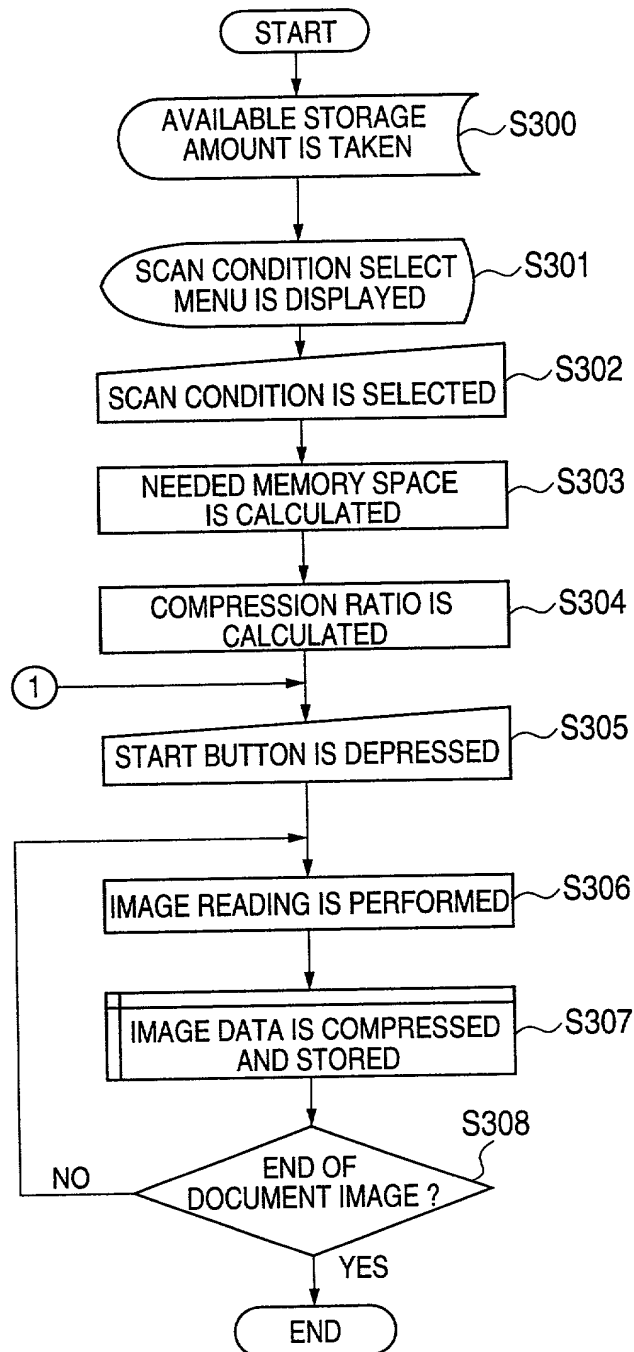 START
AVAILABLE STORAGE
AMOUNT IS TAKEN
S300
SCAN CONDITION SELECT
MENU IS DISPLAYED
S301
SCAN CONDITION IS SELECTED
S302
NEEDED MEMORY SPACE
IS CALCULATED
S303
COMPRESSION RATIO IS
CALCULATED
S304
1
START BUTTON IS DEPRESSED
S305
IMAGE READING IS PERFORMED
S306
IMAGE DATA IS COMPRESSED
AND STORED
S307
S308
END OF
DOCUMENT IMAGE ?
NO
YES
END